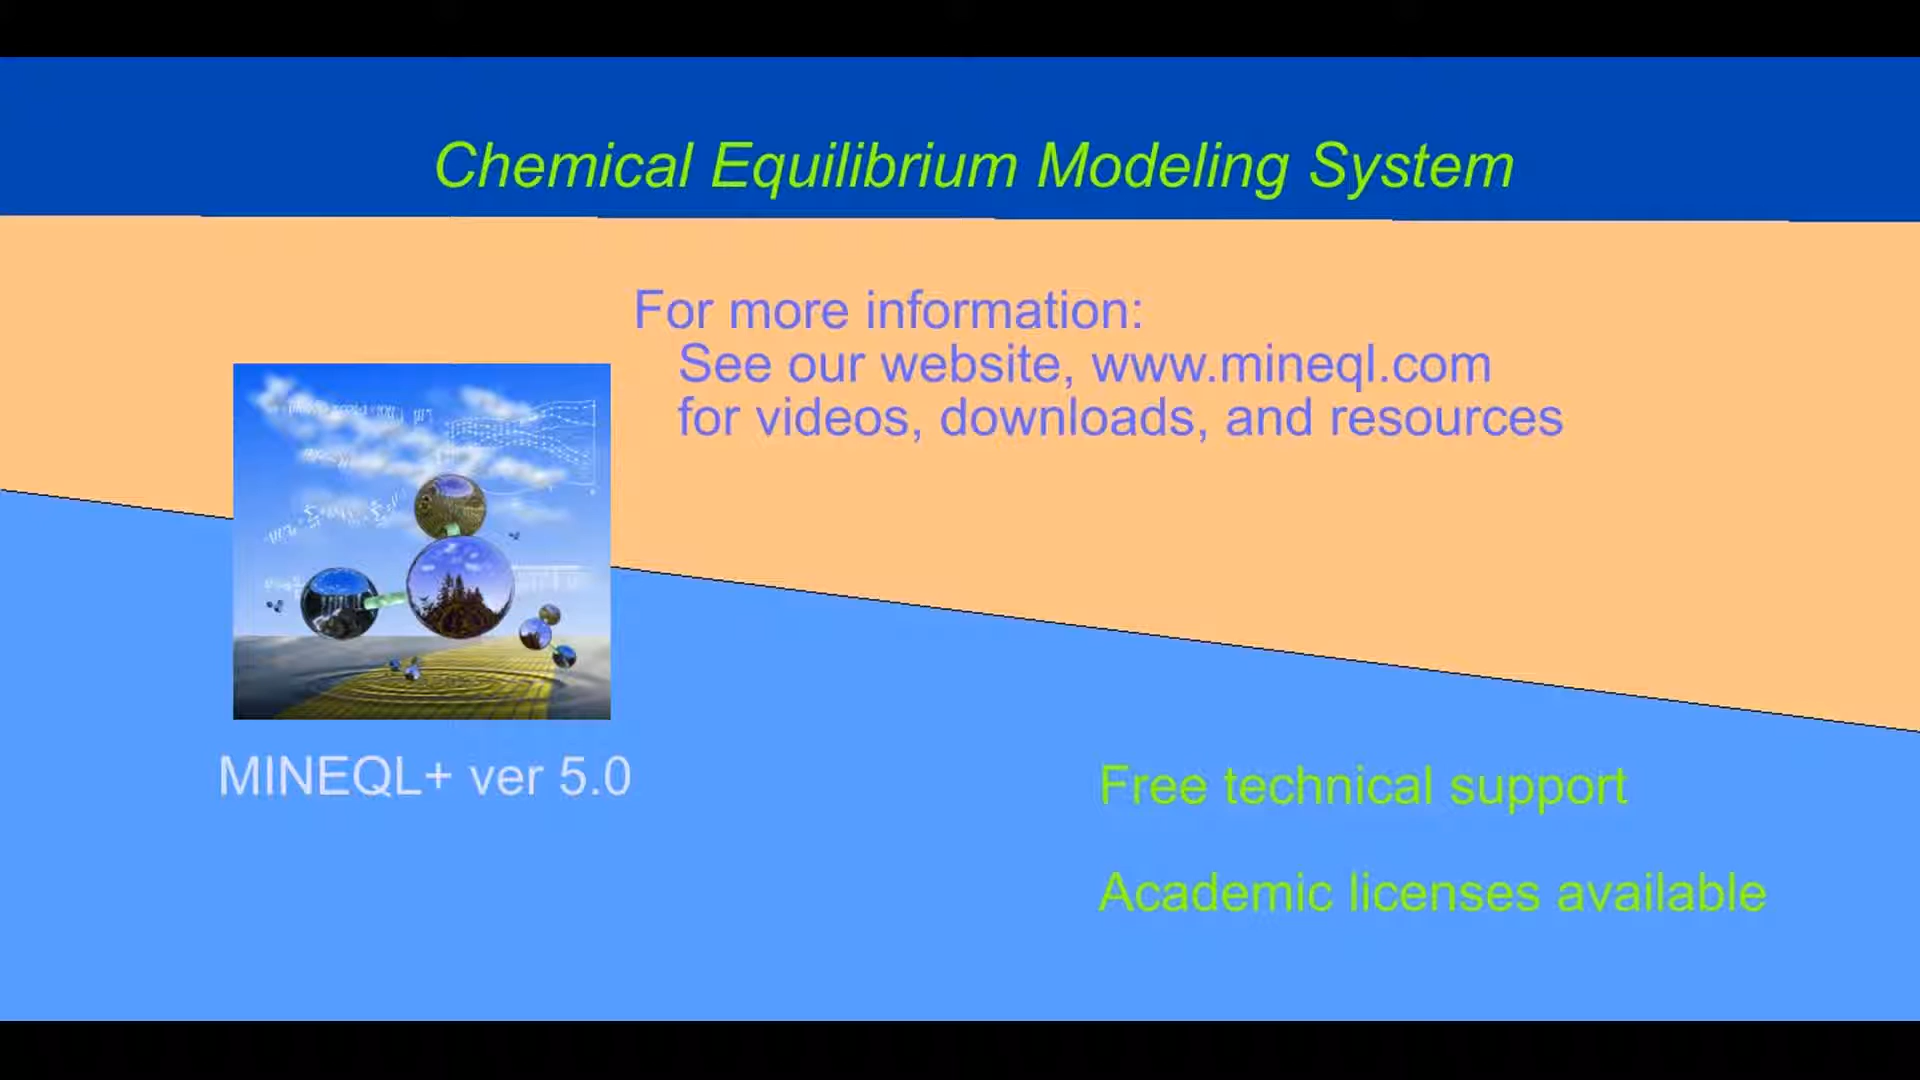 Chemical Equilibrium Modeling System
For more information:
See our website, www.mineql.com
for videos, downloads, and resources
MINEQL+ ver 5.0
Free technical support
Academic licenses available